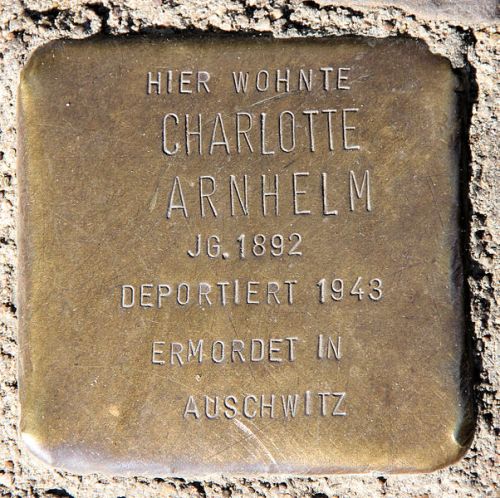 HIER WOHNTE
CHARLOTTE
ARNHELM
JG. 1892
DEPORTIERT 1943
ERMORDET IN
AUSCHWITZ